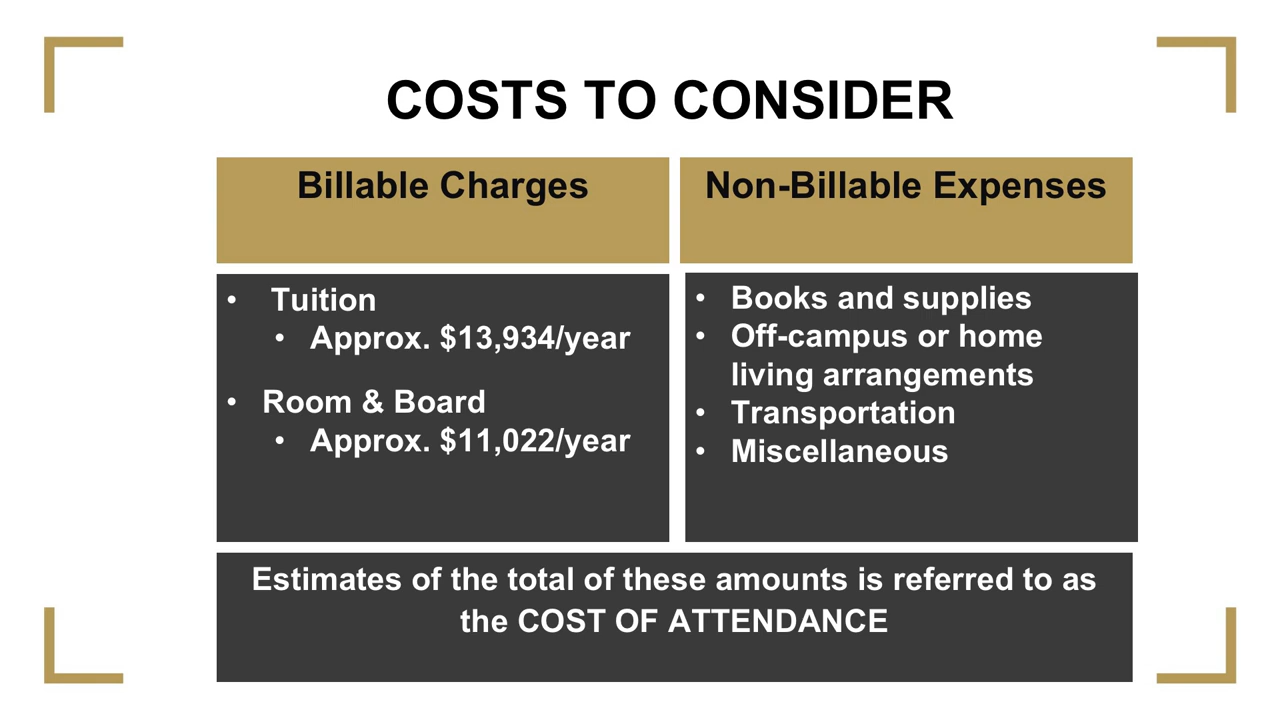 COSTS TO CONSIDER
Billable Charges
Non-Billable Expenses
• Tuition
• Approx. $13,934/year
• Room & Board
• Approx. $11,022/year
• Books and supplies
• Off-campus or home
living arrangements
• Transportation
• Miscellaneous
Estimates of the total of these amounts is referred to as
the COST OF ATTENDANCE